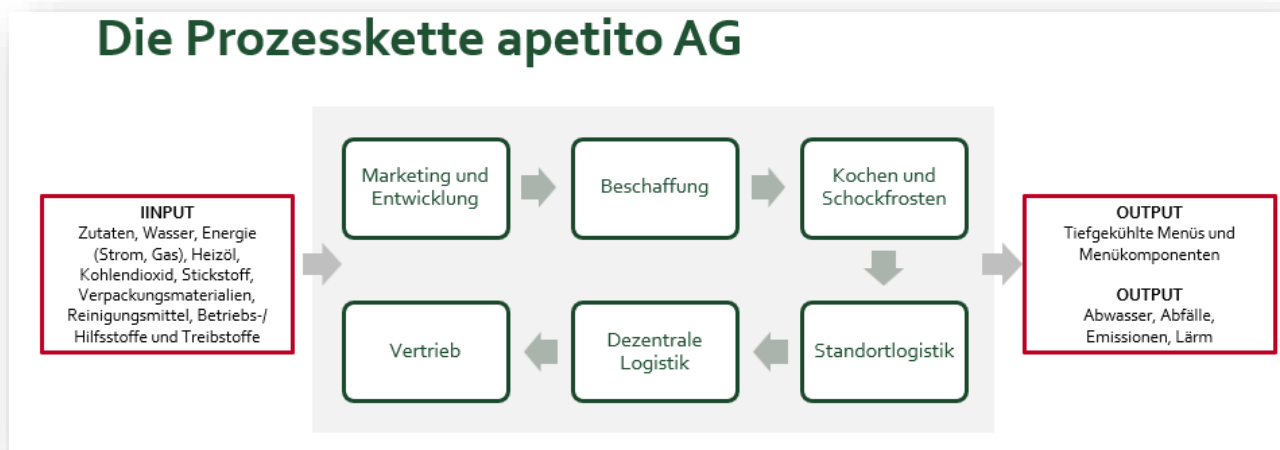 Die Prozesskette apetito AG
Marketing und
Entwicklung
Beschaffung
Kochen und
Schockfrosten
IINPUT
Zutaten, Wasser, Energie
(Strom, Gas), Heizöl,
Kohlendioxid, Stickstoff,
Verpackungsmaterialien,
Reinigungsmittel, Betriebs-/
Hilfsstoffe und Treibstoffe
OUTPUT
Tiefgekühlte Menüs und
Menükomponenten
OUTPUT
Abwasser, Abfälle,
Emissionen, Lärm
Vertrieb
Dezentrale
Logistik
Standortlogistik